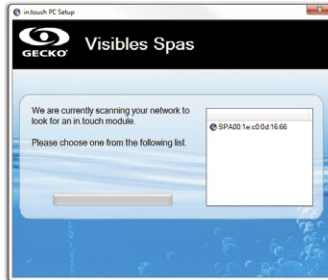 in.touch PC Setup
GECKO
Visibles Spas
We are currently scanning your network to
look for an in.touch module.
Please choose one from the following list.
SPA00:1e:c0:0d:16:66